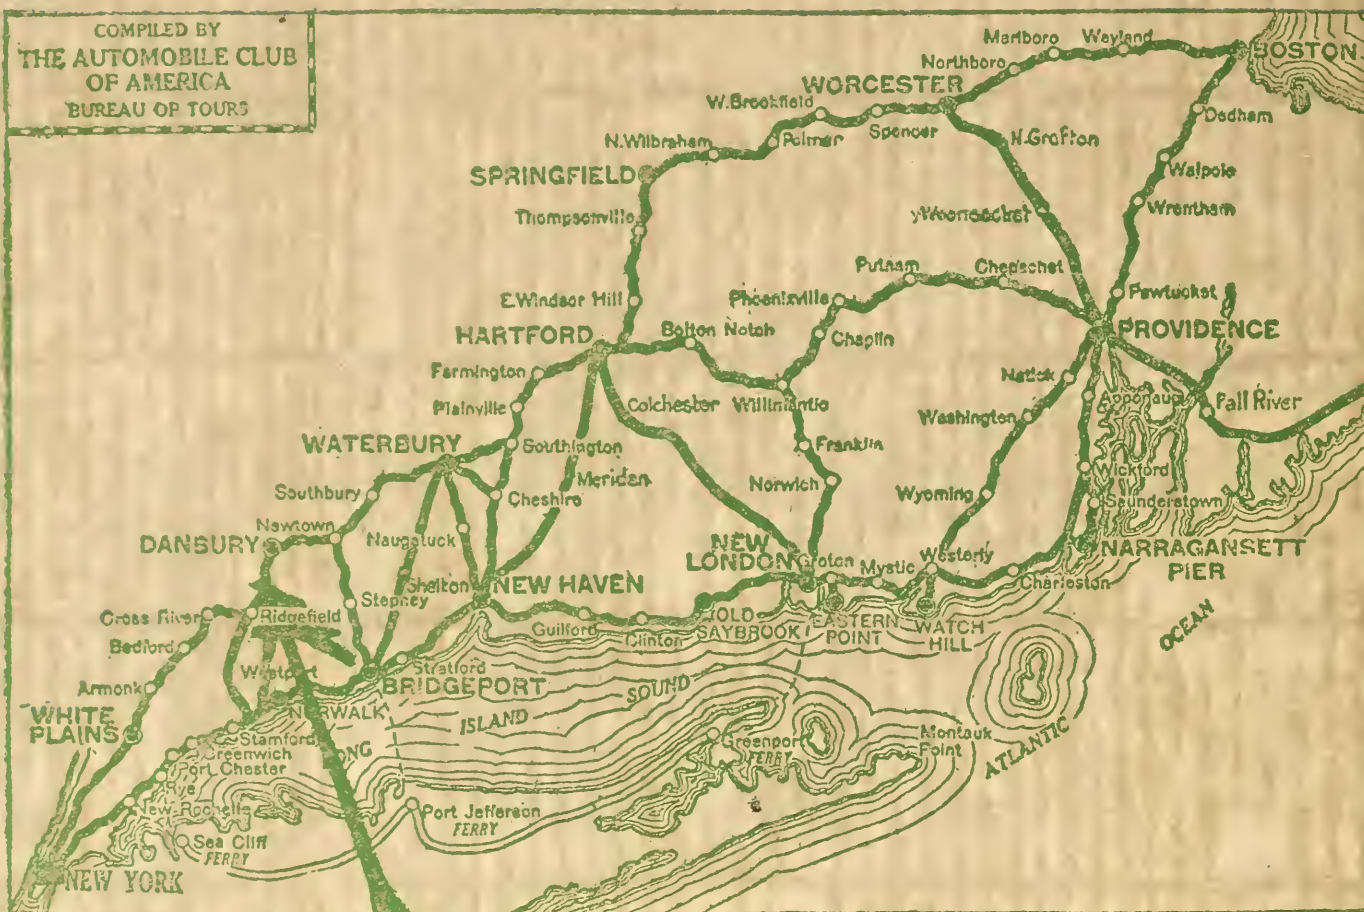 COMPILED BY
THE AUTOMOBILE CLUB
OF AMERICA
BUREAU OF TOURS
Marlboro
Wayland
BOSTON
Northboro
WORCESTER
W. Brookfield
Dedham
N. Wilbraham
Palmer
Spencer
N. Grafton
SPRINGFIELD
Walpole
Thompsonville
Woonsocket
Wrentham
Putnam
Chepachet
E. Windsor Hill
Phoenixville
Pawtucket
HARTFORD
Bolton Notch
Chaplin
PROVIDENCE
Farmington
Natick
Plainville
Colchester
Willimantic
Washington
Apponaug
Fall River
WATERBURY
Southington
Franklin
Meriden
Wickford
Southbury
Cheshire
Norwich
Wyoming
Saunderstown
Newtown
Naugatuck
DANBURY
NEW
LONDON
Groton
Mystic
Westerly
NARRAGANSETT
PIER
Shelton
NEW HAVEN
Charleston
Cross River
Ridgefield
Stepney
Guilford
Clinton
OLD
SAYBROOK
EASTERN
POINT
WATCH
HILL
OCEAN
Bedford
Westport
Stratford
BRIDGEPORT
Armonk
SOUND
WHITE
PLAINS
NORWALK
ISLAND
Stamford
LONG
Greenwich
Port Chester
Greenport
FERRY
Montauk
Point
ATLANTIC
Rye
New Rochelle
Port Jefferson
FERRY
Sea Cliff
FERRY
NEW YORK